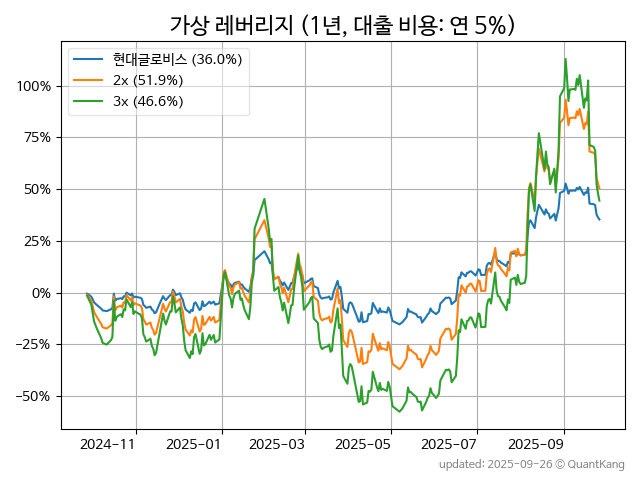 가상 레버리지 (1년, 대출 비용: 연 5%)
현대글로비스 (36.0%)
2x (51.9%)
3x (46.6%)
100%
75%
50%
25%
0%
−25%
−50%
2024-11
2025-01
2025-03
2025-05
2025-07
2025-09
updated: 2025-09-26 © QuantKang